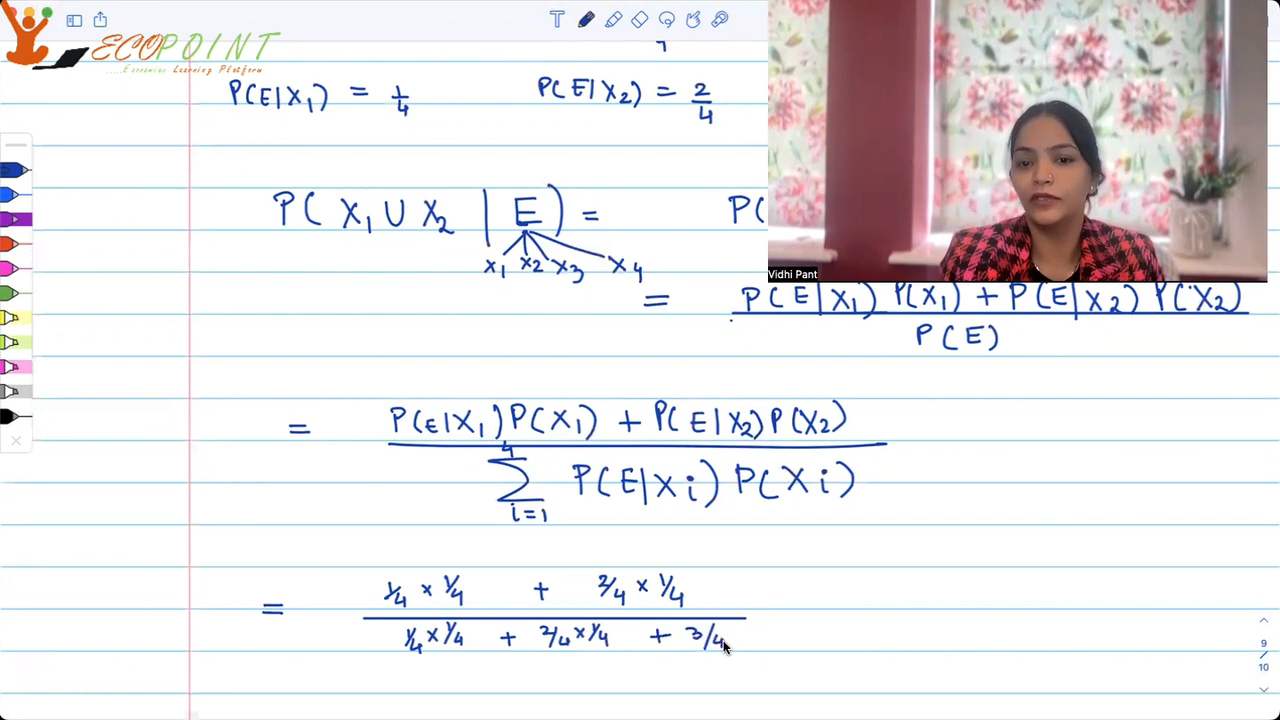 ECOPOINT
.....Economics Learning Platform
P(E|X₁) = 1/4 P(E|X₂) = 2/4
P( X₁ ∪ X₂ | E ) = P(
x₁ x₂ x₃ x₄
= P(E|X₁) P(X₁) + P(E|X₂) P(X₂)
P(E)
Vidhi Pant
= P(E|X₁)P(X₁) + P(E|X₂)P(X₂)
4
∑ P(E|Xi) P(Xi)
i=1
= 1/4 × 1/4 + 2/4 × 1/4
1/4 × 1/4 + 2/4 × 1/4 + 3/4
9
/
10